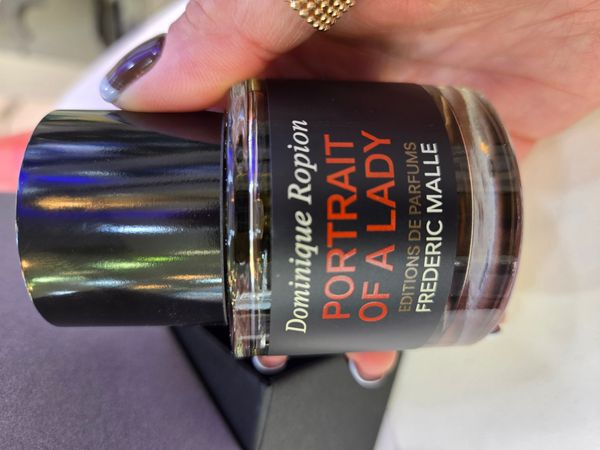 Dominique Ropion
PORTRAIT
OF A LADY
EDITIONS DE PARFUMS
FREDERIC MALLE